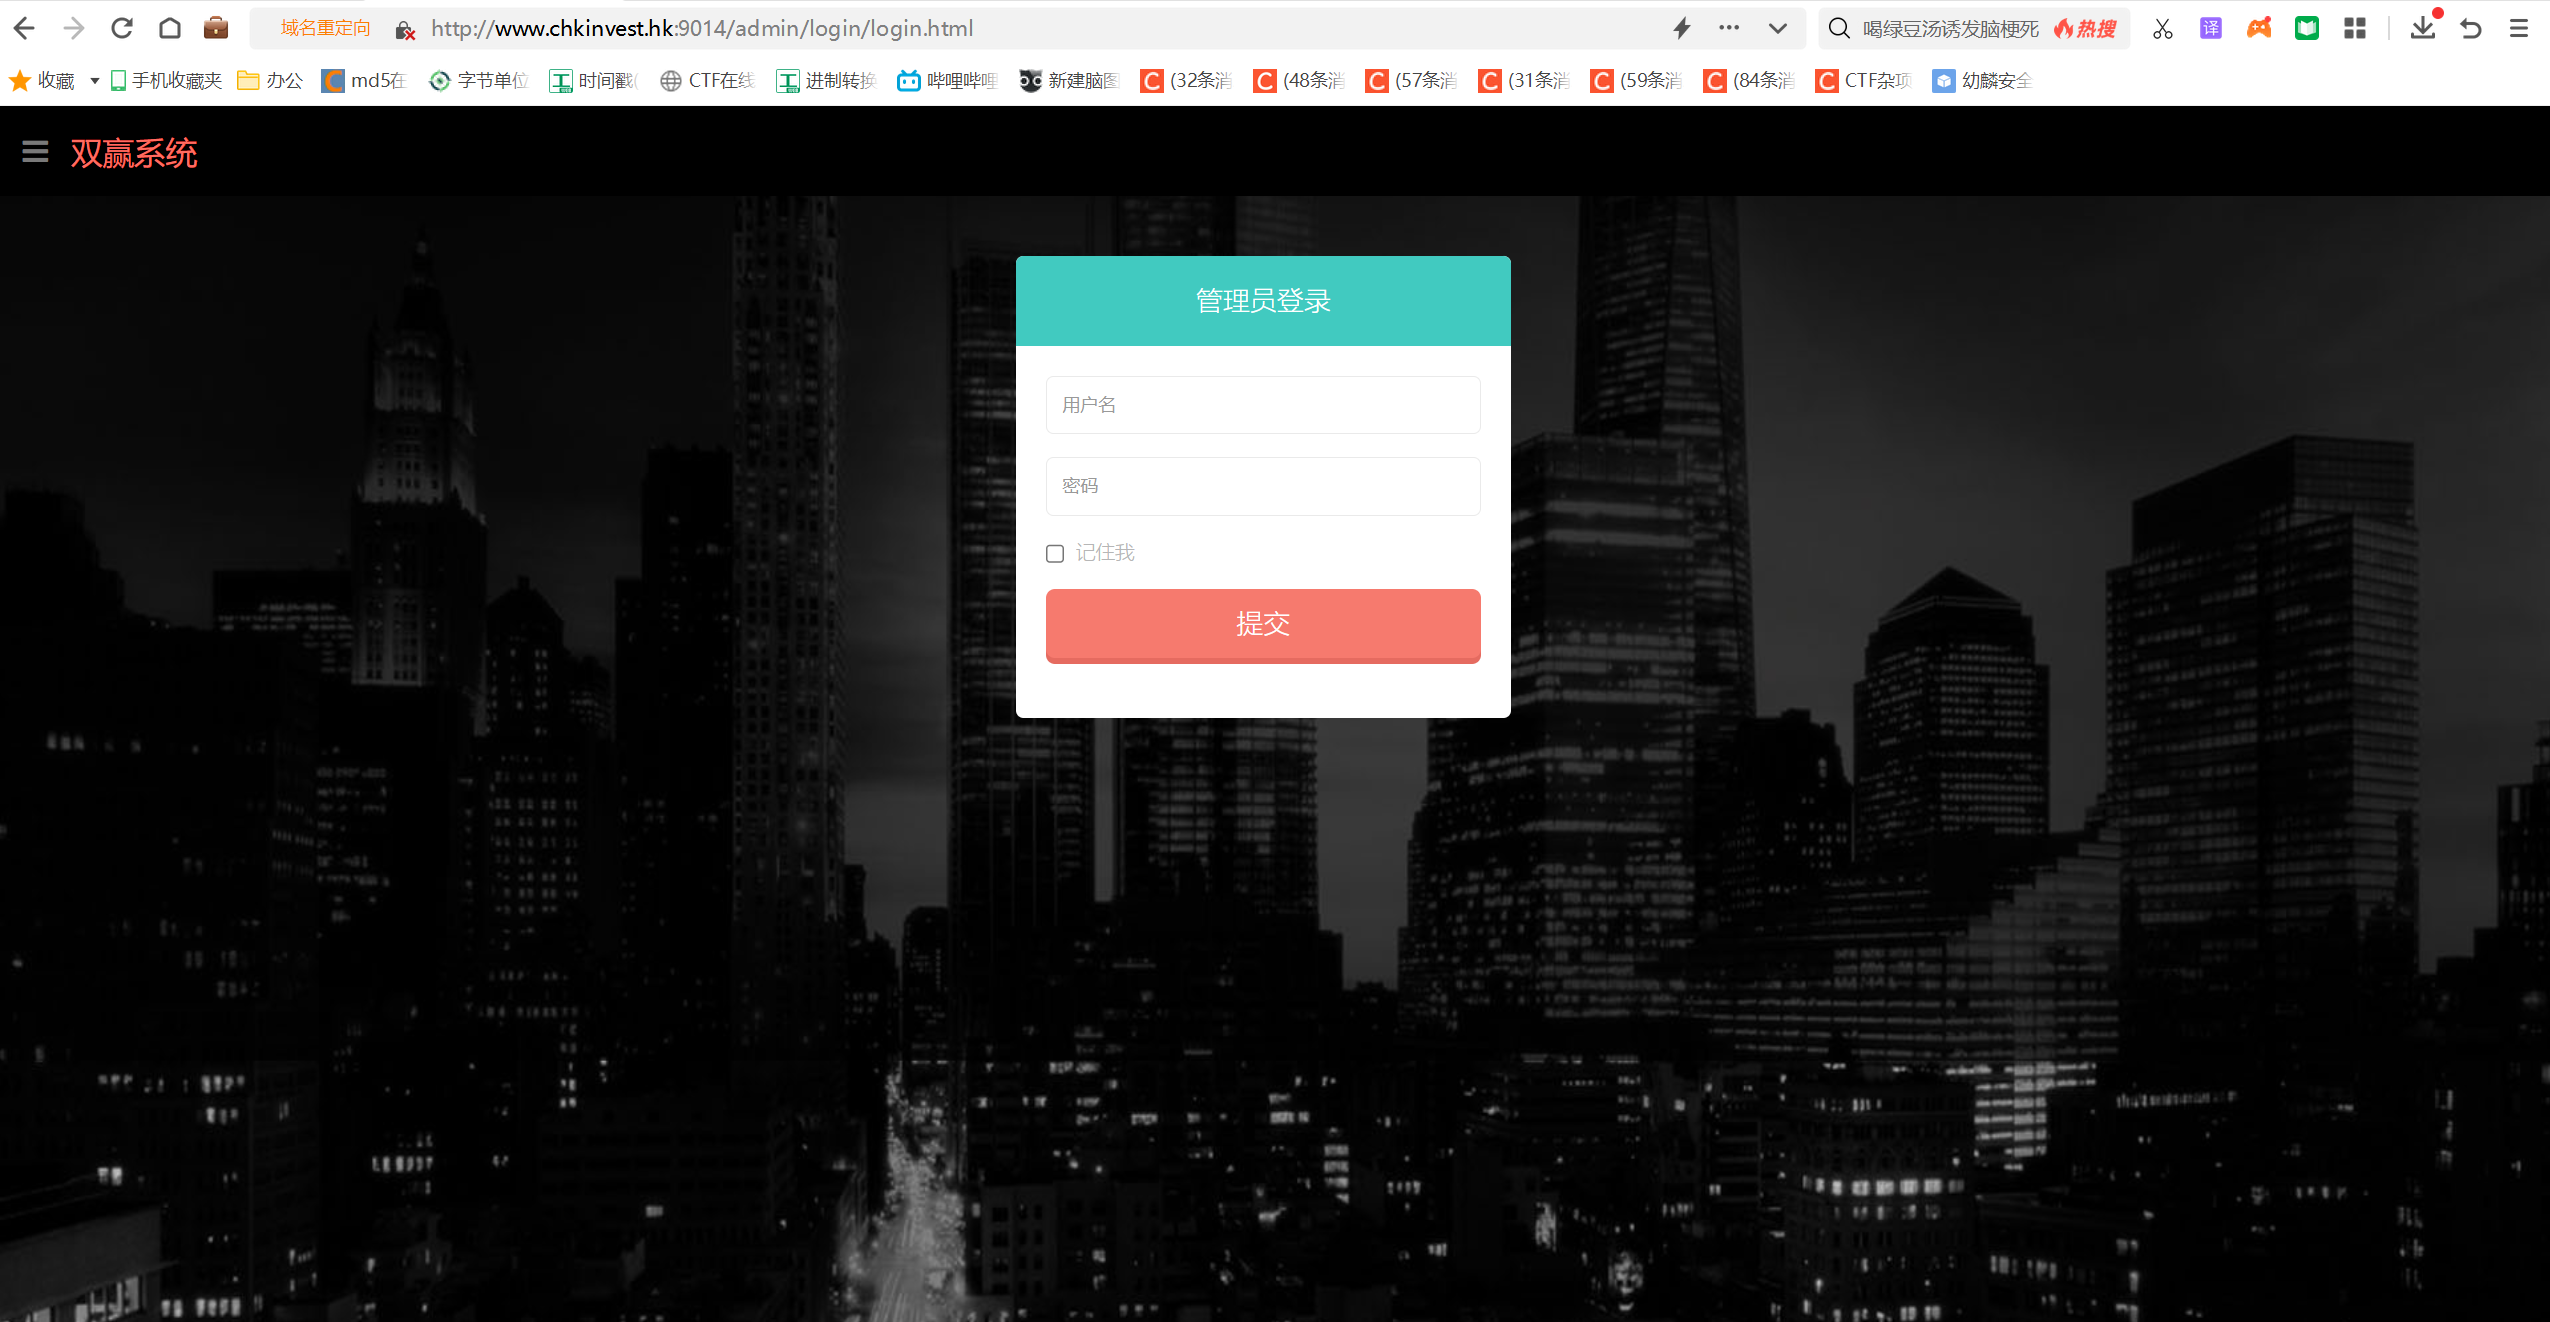 域名重定向 http://www.chkinvest.hk:9014/admin/login/login.html 喝绿豆汤诱发脑梗死 热搜 译
收藏 手机收藏夹 办公 md5在 字节单位 时间戳( CTF在线 进制转换 哔哩哔哩 新建脑图 (32条消 (48条消 (57条消 (31条消 (59条消 (84条消 CTF杂项 幼麟安全
双赢系统
管理员登录
用户名
密码
记住我
提交